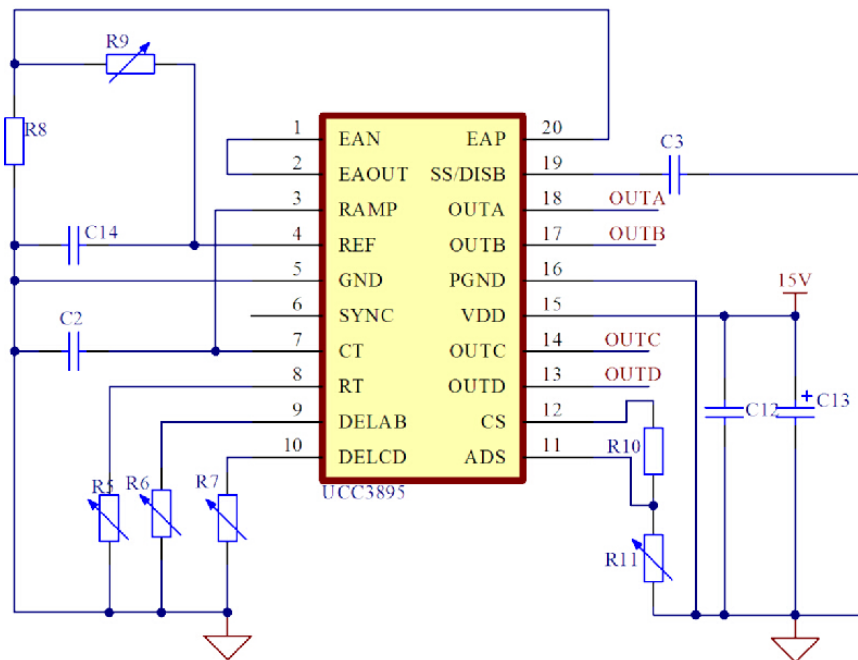 R9
R8
C14
C2
R5
R6
R7
1 EAN EAP 20
2 EAOUT SS/DISB 19
3 RAMP OUTA 18
4 REF OUTB 17
5 GND PGND 16
6 SYNC VDD 15
7 CT OUTC 14
8 RT OUTD 13
9 DELAB CS 12
10 DELCD ADS 11
UCC3895
C3
OUTA
OUTB
15V
OUTC
OUTD
C12
+
C13
R10
R11